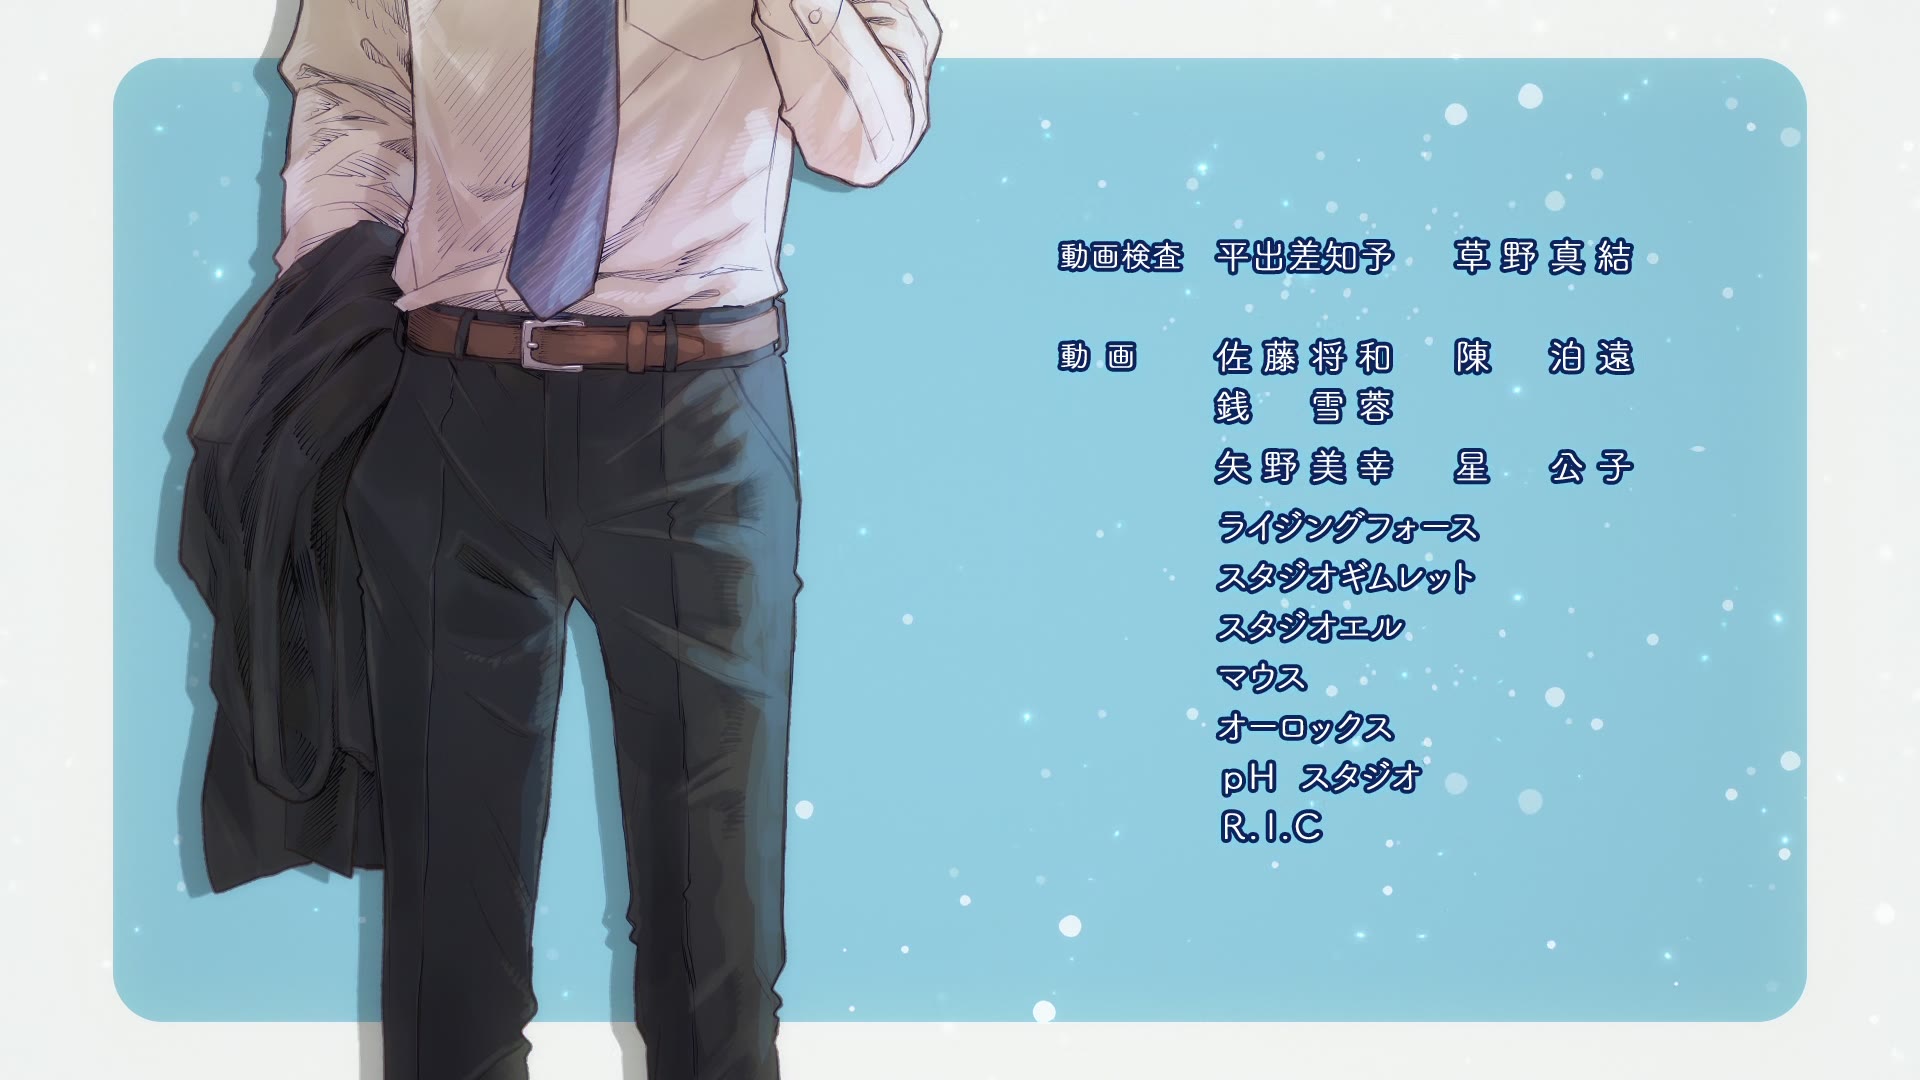 動画検査 平出差知予 草野真結
動画 佐藤将和 陳 泊遠
銭 雪蓉
矢野美幸 星 公子
ライジングフォース
スタジオギムレット
スタジオエル
マウス
オーロックス
pH スタジオ
R.I.C